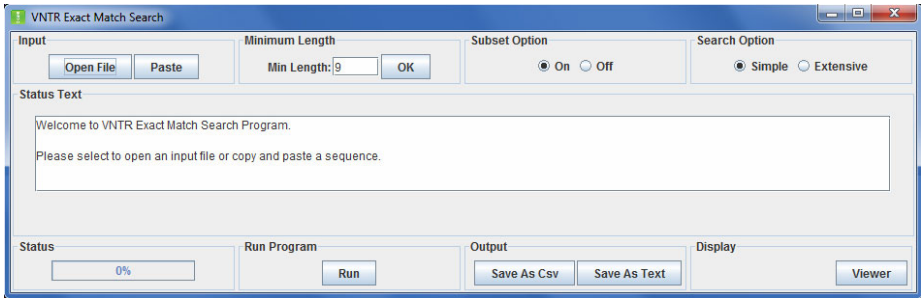 VNTR Exact Match Search
Input
Minimum Length
Subset Option
Search Option
Open File
Paste
Min Length: 9
OK
On
Off
Simple
Extensive
Status Text
Welcome to VNTR Exact Match Search Program.
Please select to open an input file or copy and paste a sequence.
Status
Run Program
Output
Display
0%
Run
Save As Csv
Save As Text
Viewer